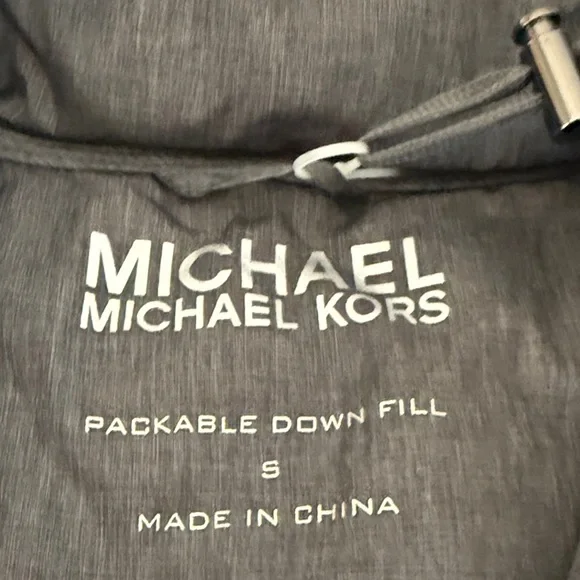 MICHAEL
MICHAEL KORS
PACKABLE DOWN FILL
S
MADE IN CHINA